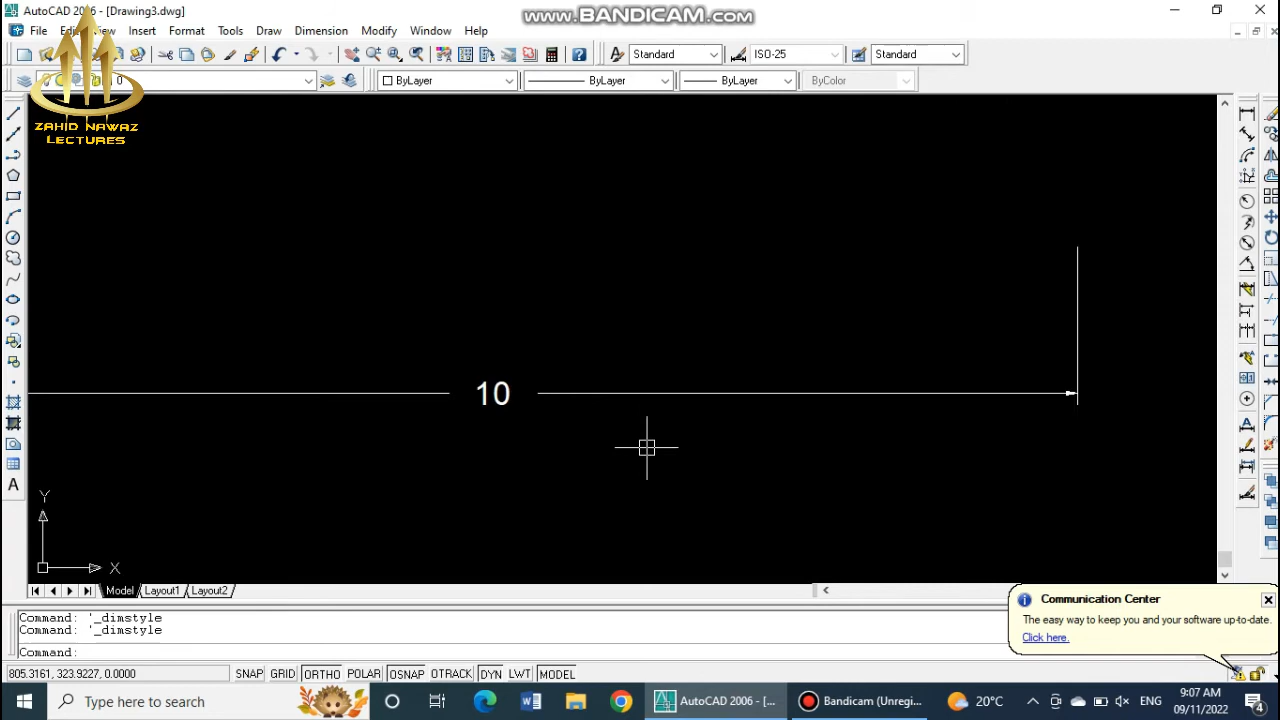 AutoCAD 2006 - [Drawing3.dwg]
www.BANDICAM.com
File Edit View Insert Format Tools Draw Dimension Modify Window Help
Standard ISO-25 Standard
0 ByLayer ByLayer ByLayer ByColor
ZAHID NAWAZ
LECTURES
10
Y
X
Model Layout1 Layout2
Communication Center
The easy way to keep you and your software up-to-date.
Click here.
Command: '_dimstyle
Command: '_dimstyle
Command:
805.3161, 323.9227, 0.0000 SNAP GRID ORTHO POLAR OSNAP OTRACK DYN LWT MODEL
Type here to search
AutoCAD 2006 - [...
Bandicam (Unregi...
20°C
ENG
9:07 AM
09/11/2022
4
A